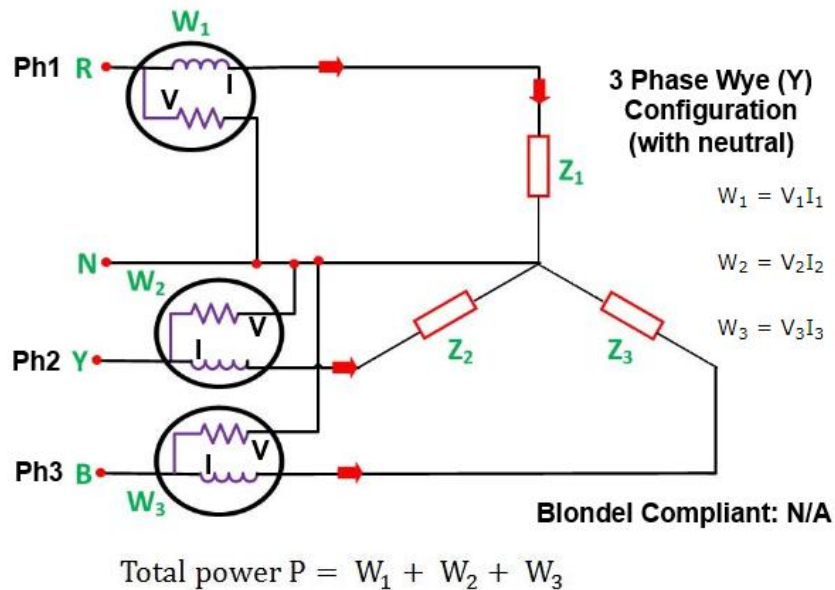 W₁
Ph1 R
I
V
3 Phase Wye (Y)
Configuration
(with neutral)
Z₁
W₁ = V₁I₁
N
W₂
W₂ = V₂I₂
V
I
Ph2 Y
Z₂
Z₃
W₃ = V₃I₃
V
I
Ph3 B
W₃
Blondel Compliant: N/A
Total power P = W₁ + W₂ + W₃